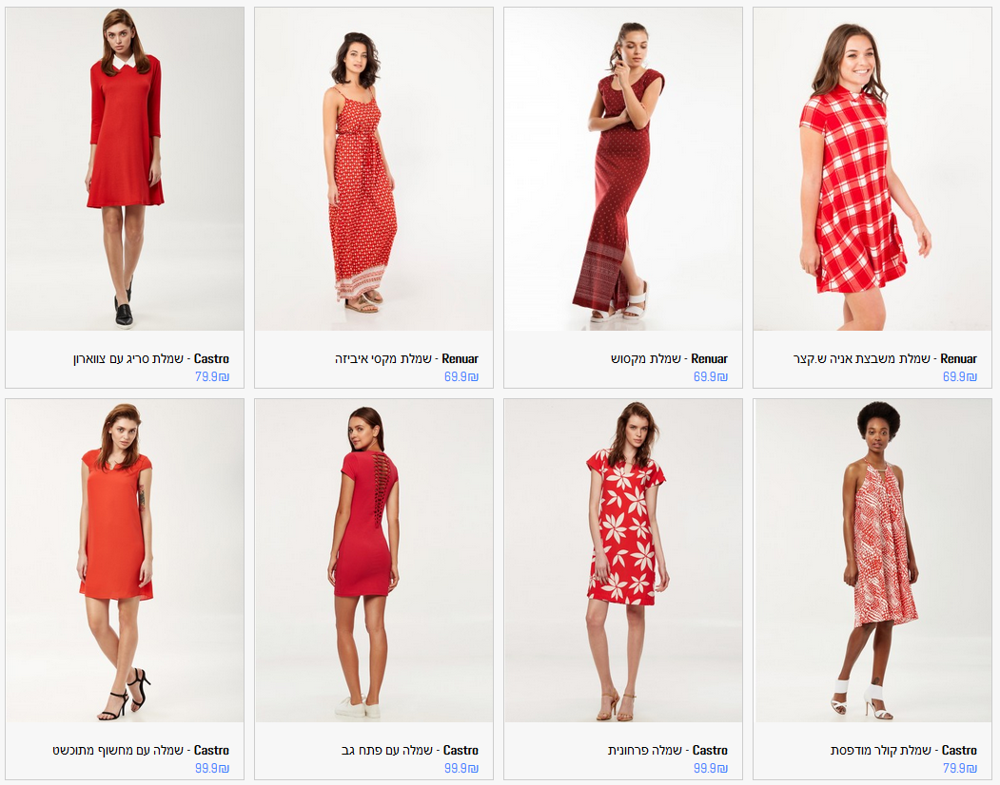 Renuar - שמלת משבצת אניה ש.קצר
69.9₪
Renuar - שמלת מקסוש
69.9₪
Renuar - שמלת מקסי איביזה
69.9₪
Castro - שמלת סריג עם צווארון
79.9₪
Castro - שמלת קולר מודפסת
79.9₪
Castro - שמלה פרחונית
99.9₪
Castro - שמלה עם פתח גב
99.9₪
Castro - שמלה עם מחשוף מתוכשט
99.9₪